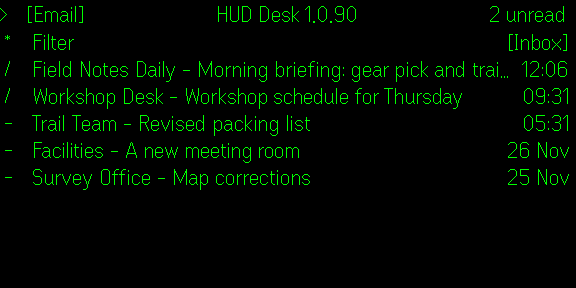 > [Email] HUD Desk 1.0.90 2 unread
* Filter [Inbox]
/ Field Notes Daily - Morning briefing: gear pick and trai... 12:06
/ Workshop Desk - Workshop schedule for Thursday 09:31
- Trail Team - Revised packing list 05:31
- Facilities - A new meeting room 26 Nov
- Survey Office - Map corrections 25 Nov